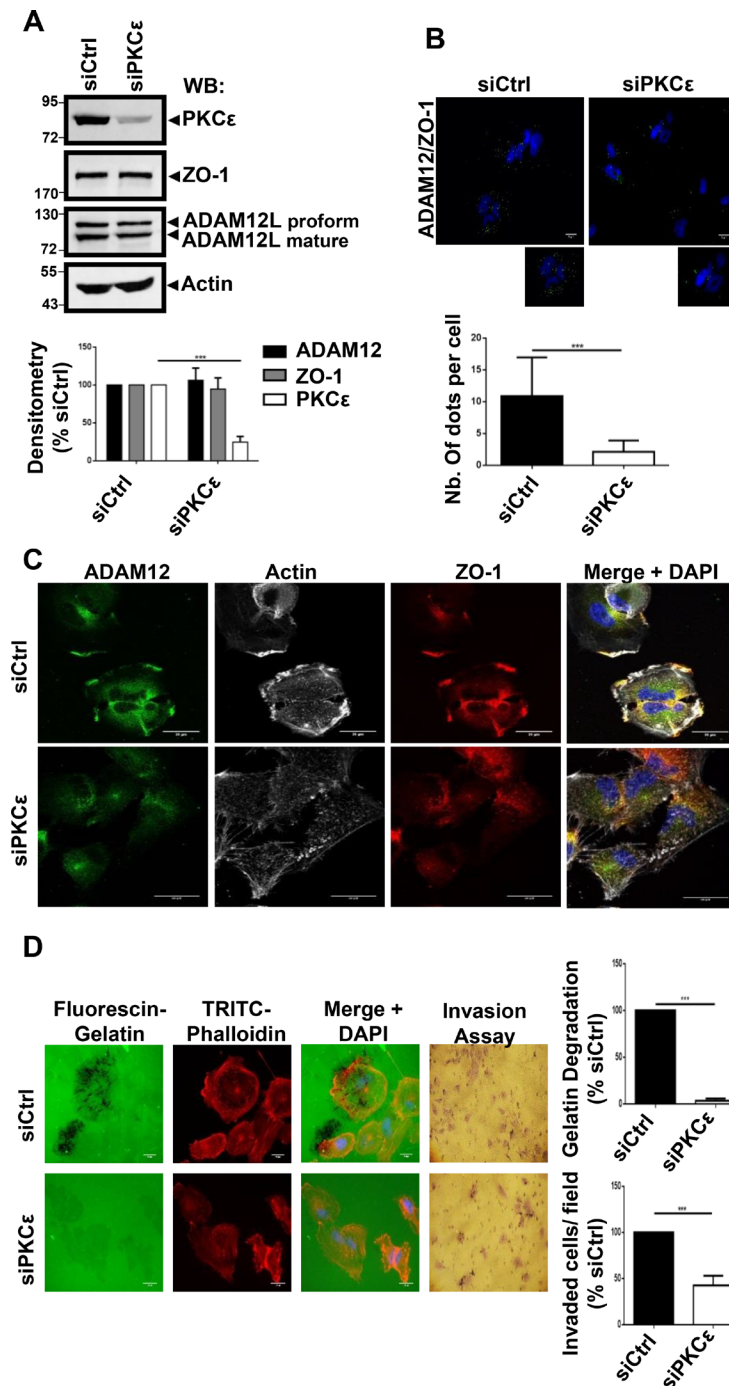 A
siCtrl
siPKCε
WB:
95
72
PKCε
170
ZO-1
130
72
ADAM12L proform
ADAM12L mature
55
43
Actin
Densitometry
(% siCtrl)
150
100
50
0
***
siCtrl
siPKCε
ADAM12
ZO-1
PKCε
B
siCtrl
siPKCε
ADAM12/ZO-1
Nb. Of dots per cell
20
15
10
5
0
***
siCtrl
siPKCε
C
ADAM12
Actin
ZO-1
Merge + DAPI
siCtrl
siPKCε
D
Fluorescin-
Gelatin
TRITC-
Phalloidin
Merge +
DAPI
Invasion
Assay
siCtrl
siPKCε
Gelatin Degradation
(% siCtrl)
150
100
50
0
***
siCtrl
siPKCε
Invaded cells/ field
(% siCtrl)
150
100
50
0
***
siCtrl
siPKCε